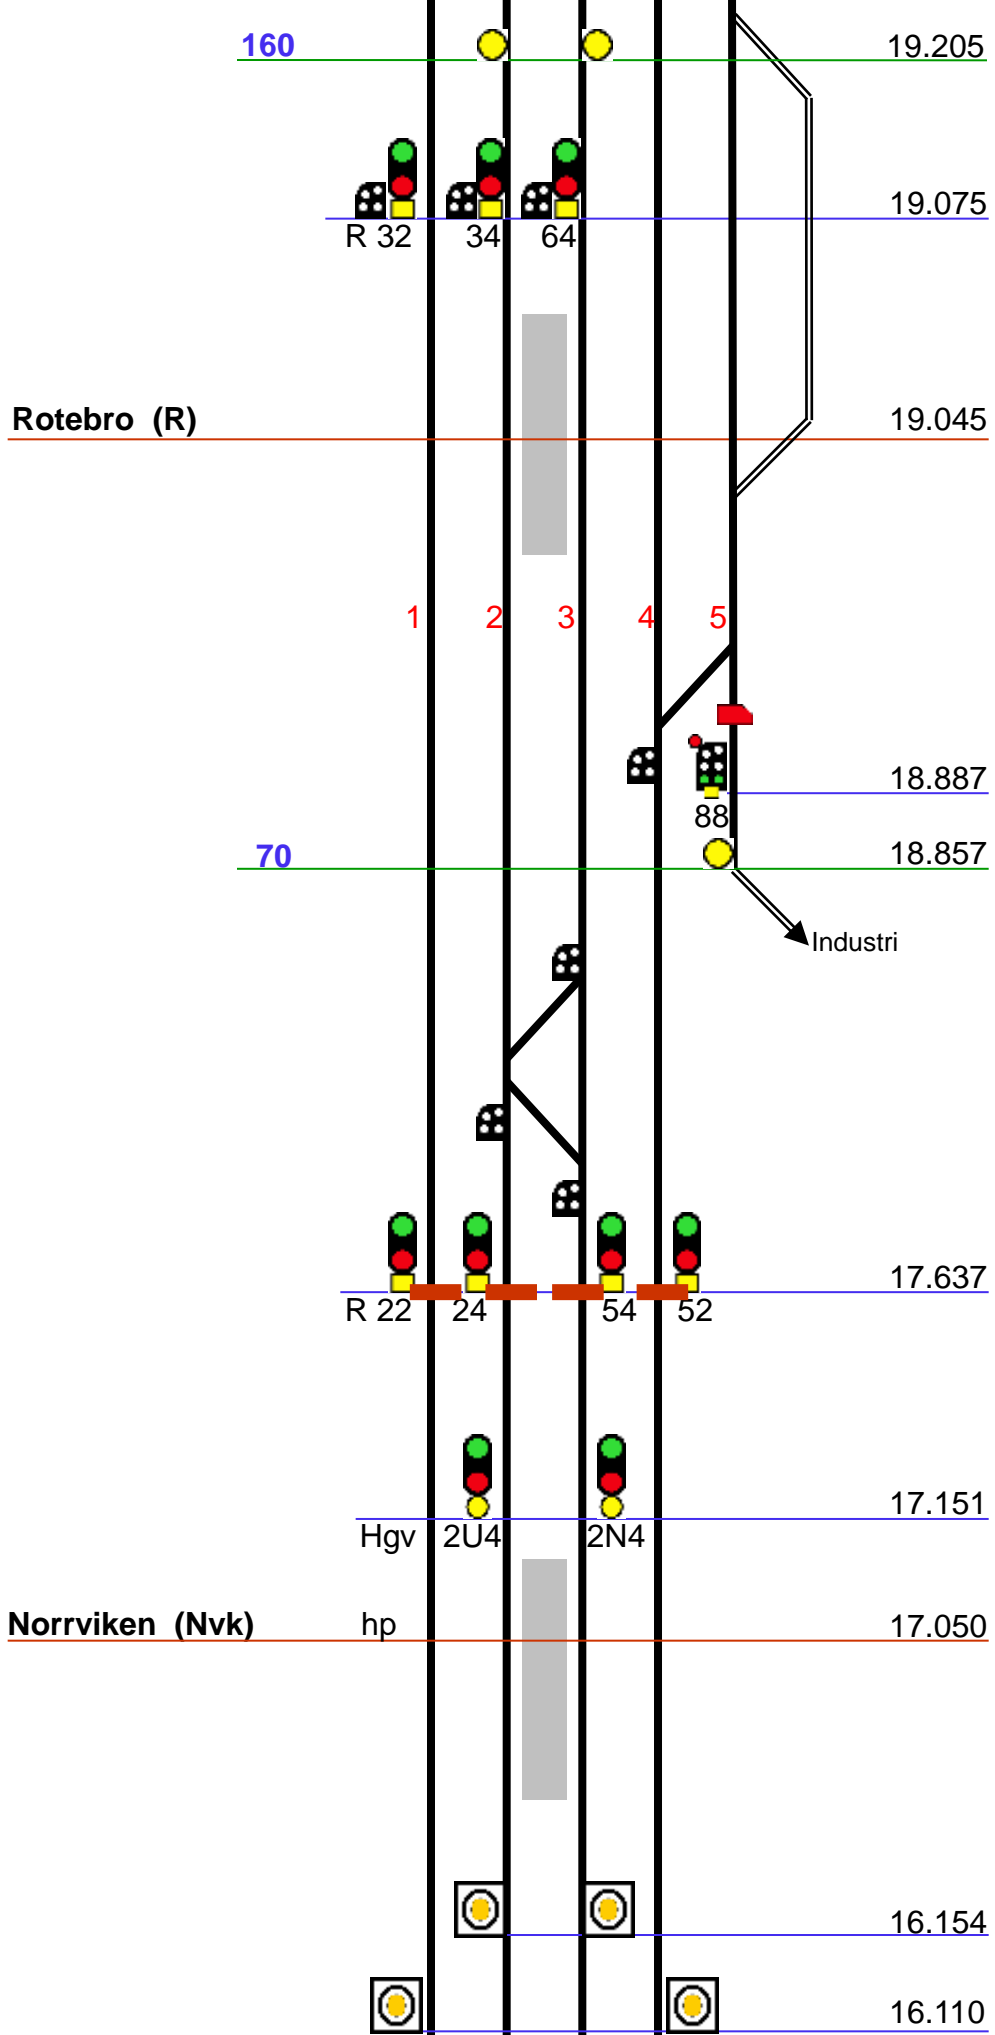 160 19.205
19.075
R 32 34 64
Rotebro (R) 19.045
1 2 3 4 5
18.887
88
70 18.857
Industri
17.637
R 22 24 54 52
17.151
Hgv 2U4 2N4
Norrviken (Nvk) hp 17.050
16.154
16.110